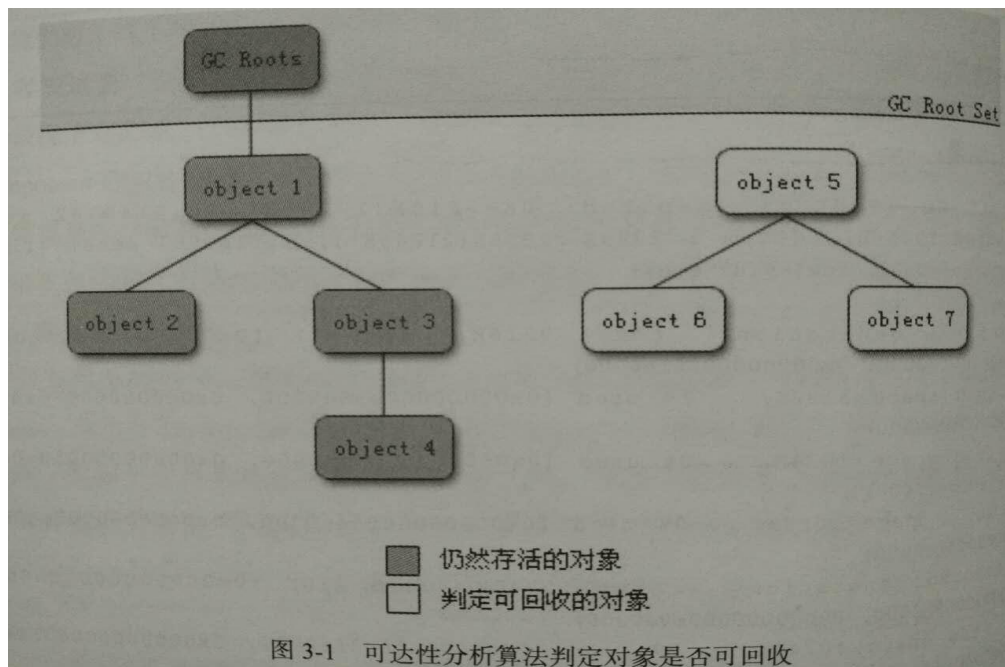 GC Roots
GC Root Set
object 1
object 5
object 2
object 3
object 6
object 7
object 4
仍然存活的对象
判定可回收的对象
图 3-1 可达性分析算法判定对象是否可回收